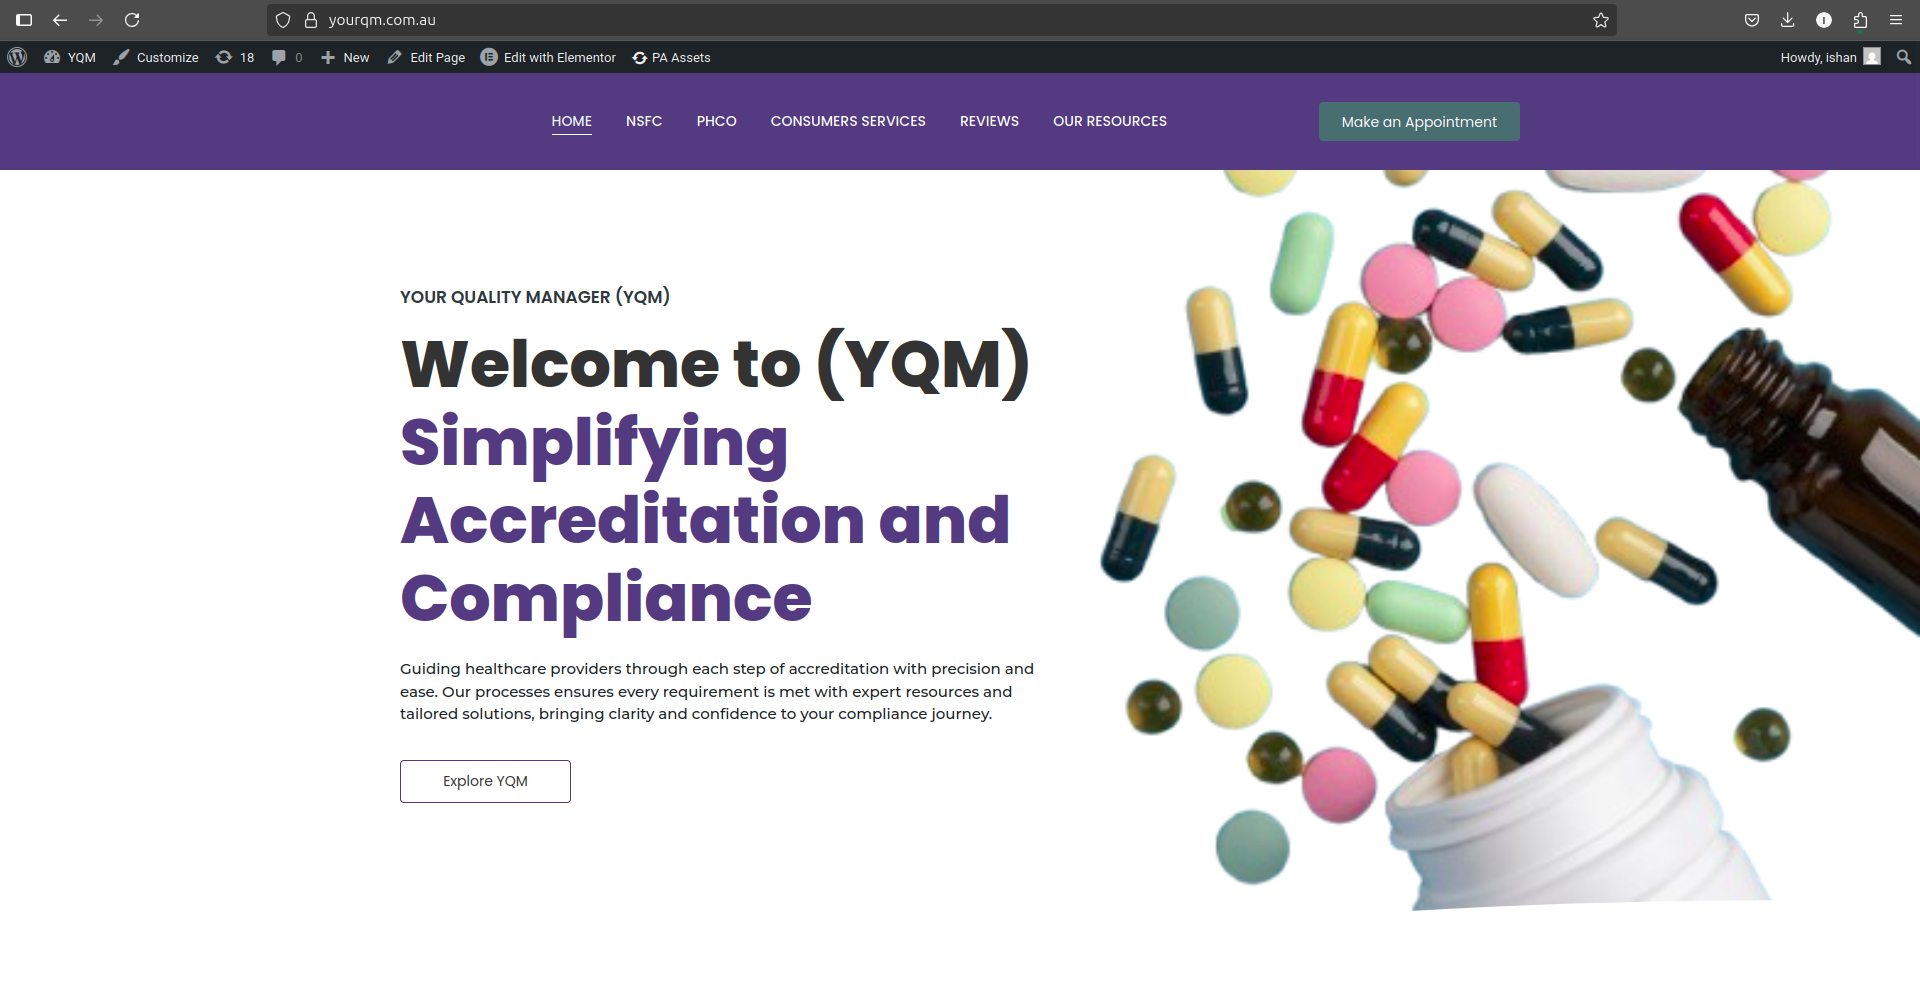 yourqm.com.au
YQM Customize 18 0 New Edit Page Edit with Elementor PA Assets Howdy, ishan
HOME NSFC PHCO CONSUMERS SERVICES REVIEWS OUR RESOURCES Make an Appointment
YOUR QUALITY MANAGER (YQM)
Welcome to (YQM)
Simplifying
Accreditation and
Compliance
Guiding healthcare providers through each step of accreditation with precision and
ease. Our processes ensures every requirement is met with expert resources and
tailored solutions, bringing clarity and confidence to your compliance journey.
Explore YQM